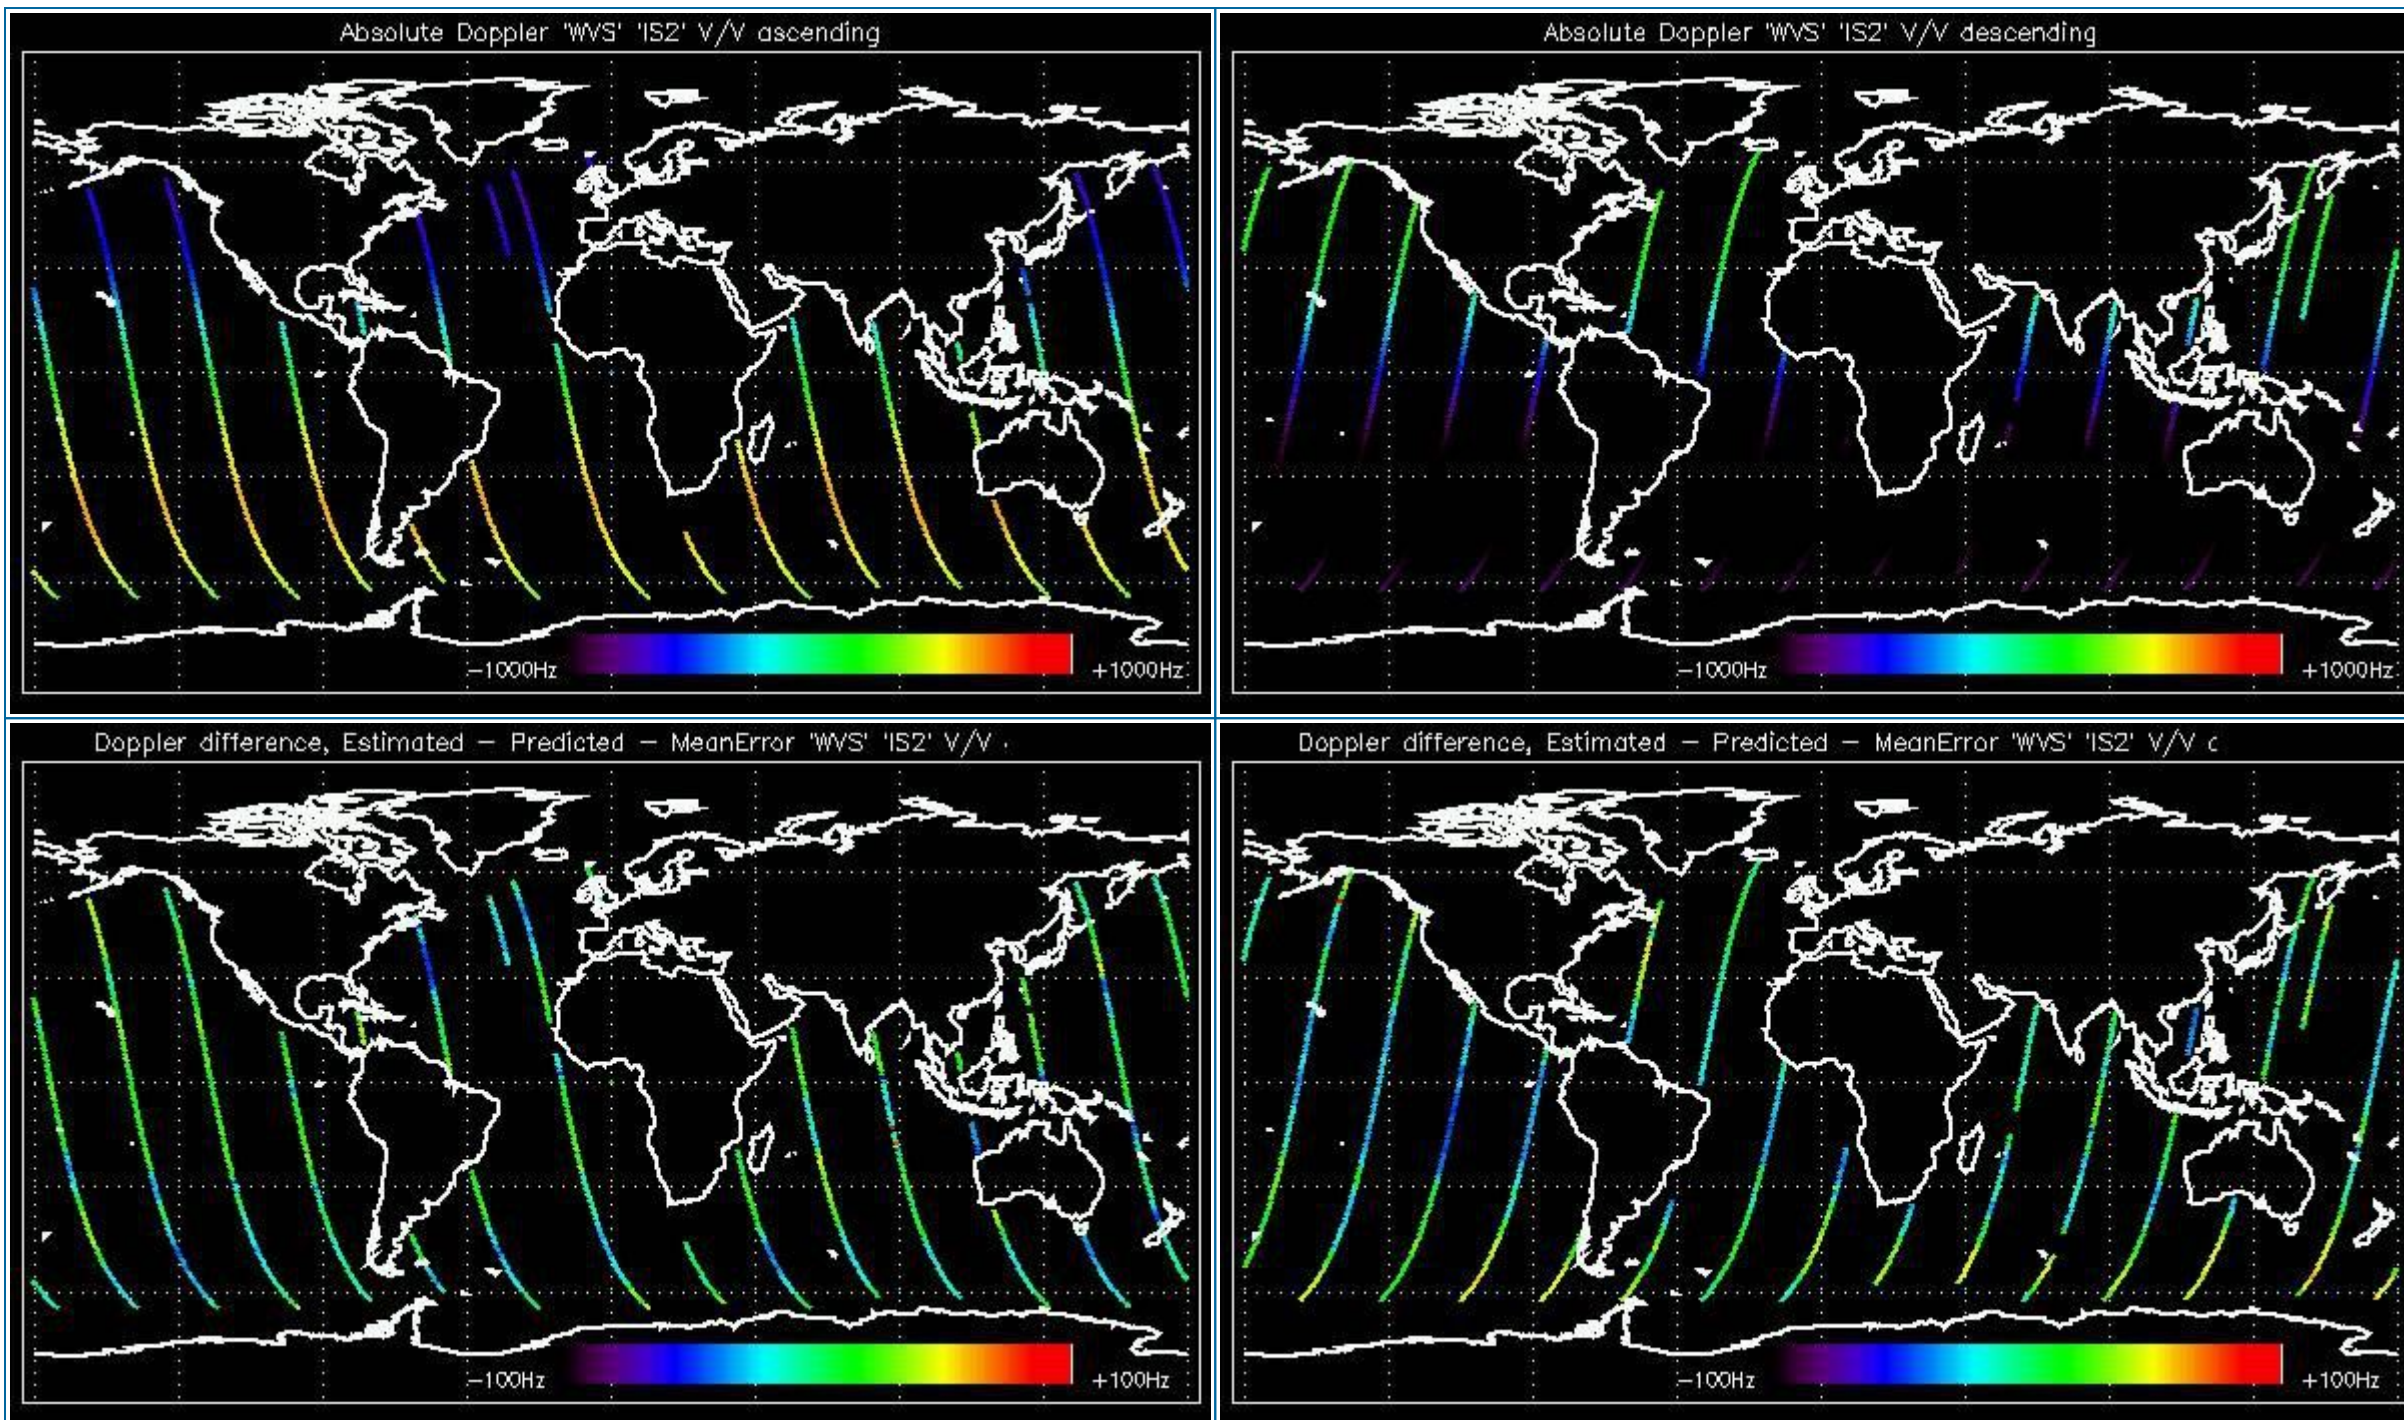 Absolute Doppler 'WVS' 'IS2' V/V ascending
-1000Hz +1000Hz
Absolute Doppler 'WVS' 'IS2' V/V descending
-1000Hz +1000Hz
Doppler difference, Estimated - Predicted - MeanError 'WVS' 'IS2' V/V
-100Hz +100Hz
Doppler difference, Estimated - Predicted - MeanError 'WVS' 'IS2' V/V c
-100Hz +100Hz